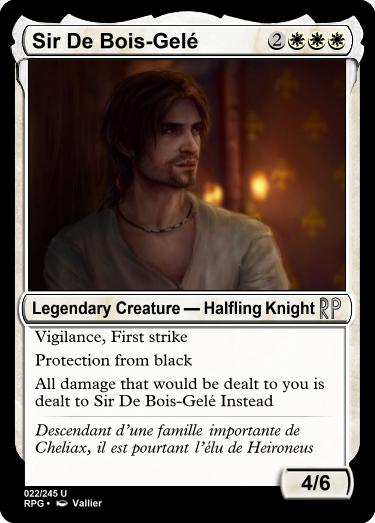 Sir De Bois-Gelé 2
Legendary Creature — Halfling Knight RP
Vigilance, First strike
Protection from black
All damage that would be dealt to you is
dealt to Sir De Bois-Gelé Instead
Descendant d'une famille importante de
Cheliax, il est pourtant l'élu de Heironeus
4/6
022/245 U
RPG • Vallier